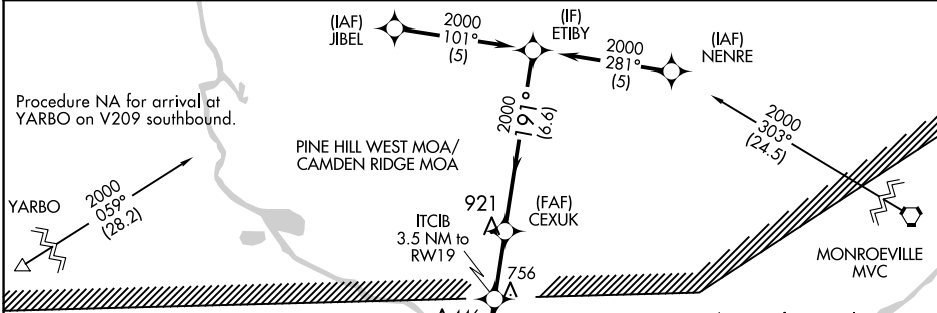 (IAF)
JIBEL
2000
101°
(5)
(IF)
ETIBY
2000
281°
(5)
(IAF)
NENRE
Procedure NA for arrival at
YARBO on V209 southbound.
2000
191°
(6.6)
2000
303°
(24.5)
PINE HILL WEST MOA/
CAMDEN RIDGE MOA
YARBO
2000
059°
(28.2)
921
(FAF)
CEXUK
ITCIB
3.5 NM to
RW19
756
MONROEVILLE
MVC